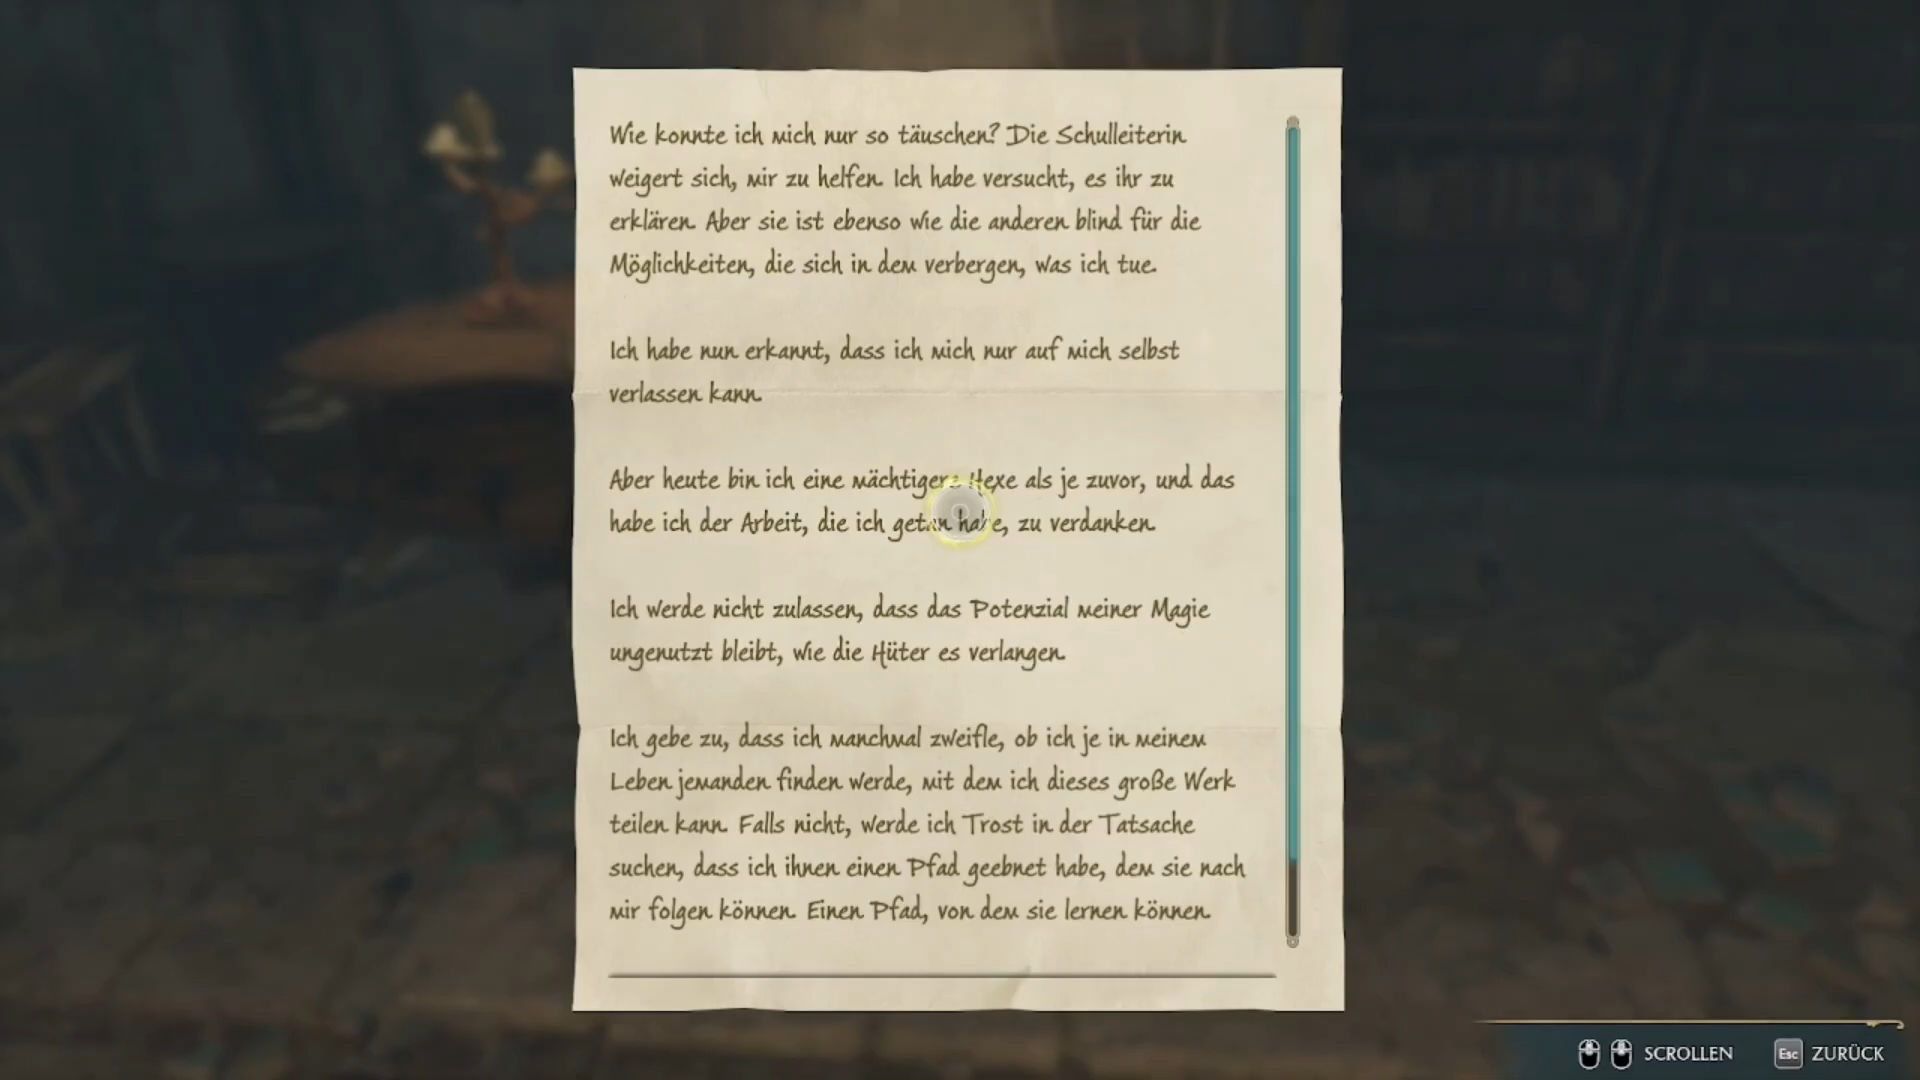 Wie konnte ich mich nur so täuschen? Die Schulleiterin
weigert sich, mir zu helfen. Ich habe versucht, es ihr zu
erklären. Aber sie ist ebenso wie die anderen blind für die
Möglichkeiten, die sich in dem verbergen, was ich tue.
Ich habe nun erkannt, dass ich mich nur auf mich selbst
verlassen kann.
Aber heute bin ich eine mächtigere Hexe als je zuvor, und das
habe ich der Arbeit, die ich getan habe, zu verdanken.
Ich werde nicht zulassen, dass das Potenzial meiner Magie
ungenutzt bleibt, wie die Hüter es verlangen.
Ich gebe zu, dass ich manchmal zweifle, ob ich je in meinem
Leben jemanden finden werde, mit dem ich dieses große Werk
teilen kann. Falls nicht, werde ich Trost in der Tatsache
suchen, dass ich ihnen einen Pfad geebnet habe, dem sie nach
mir folgen können. Einen Pfad, von dem sie lernen können.
SCROLLEN Esc ZURÜCK